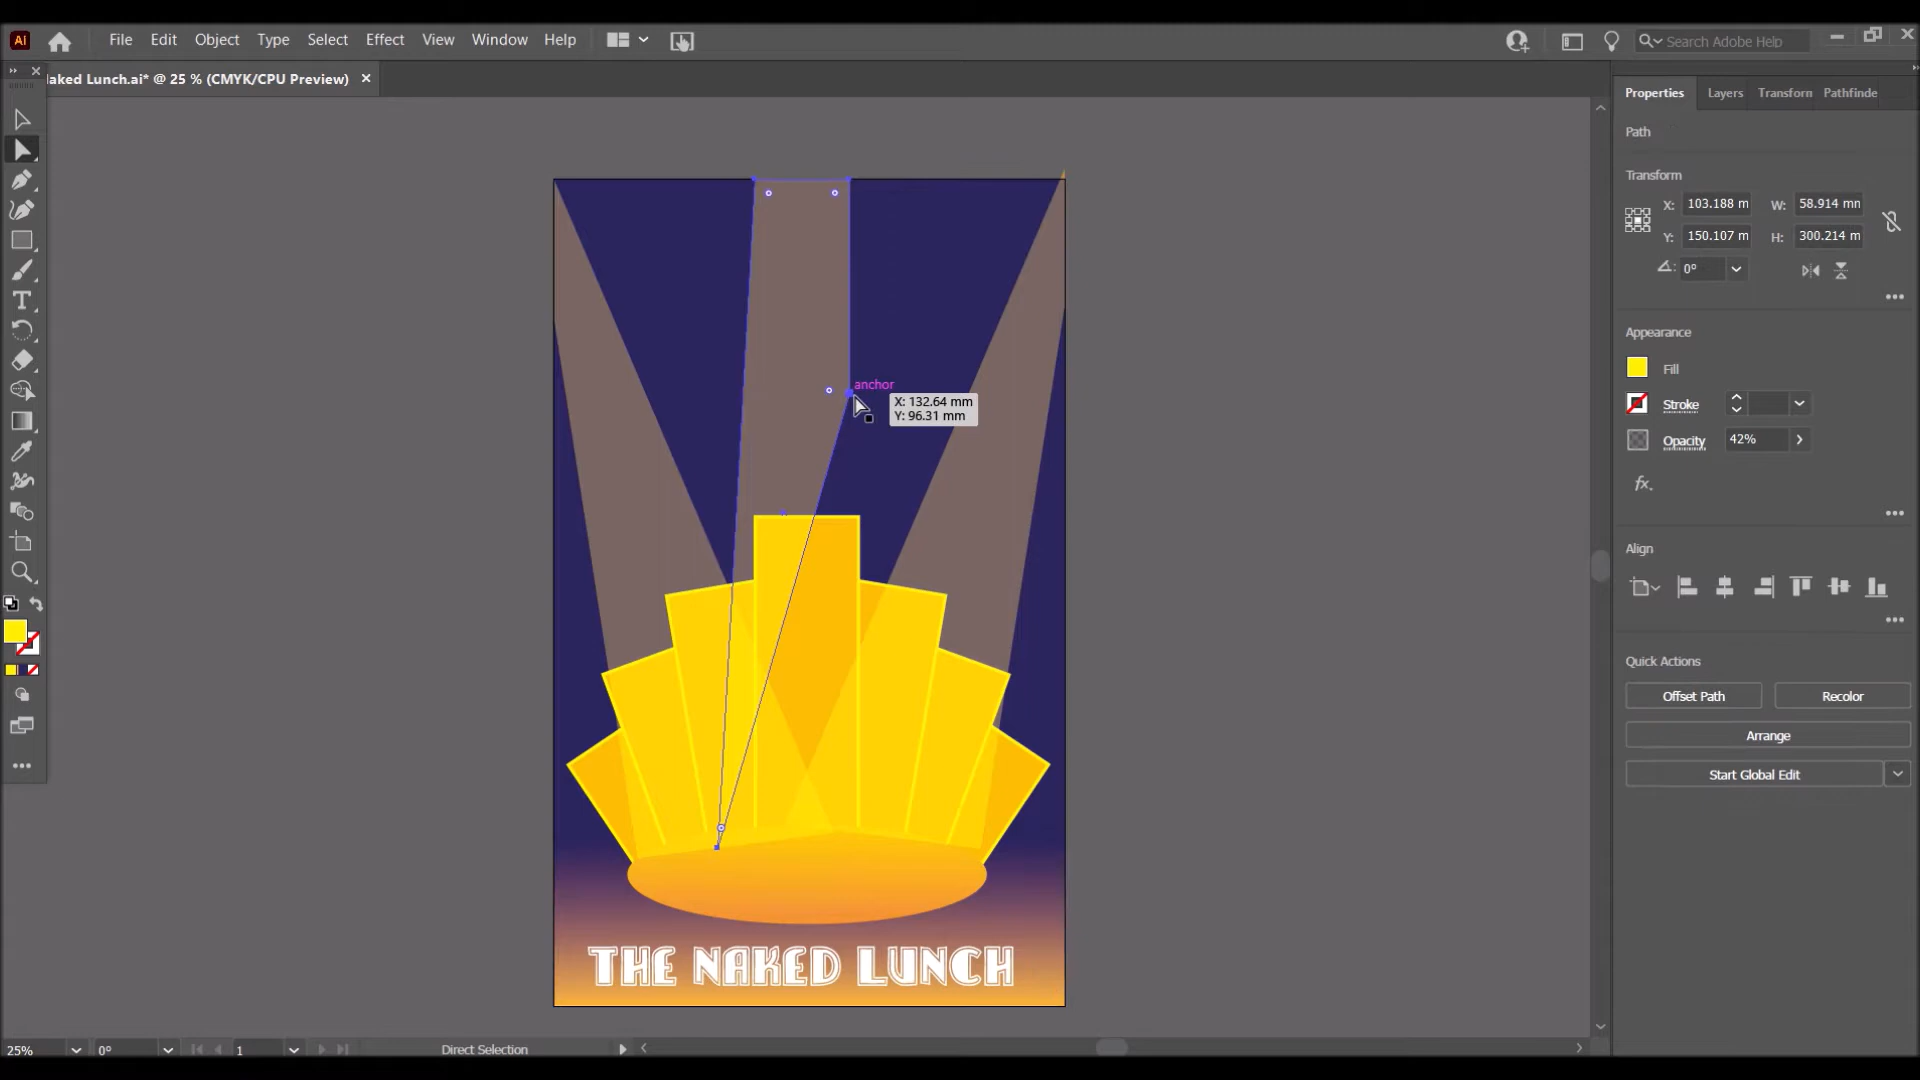 Ai File Edit Object Type Select Effect View Window Help Search Adobe Help
aked Lunch.ai* @ 25 % (CMYK/CPU Preview)
Properties Layers Transform Pathfinde
Path
Transform
X: 103.188 m W: 58.914 mn
Y: 150.107 m H: 300.214 m
0°
Appearance
Fill
Stroke
Opacity 42%
fx.
Align
Quick Actions
Offset Path Recolor
Arrange
Start Global Edit
anchor
X: 132.64 mm
Y: 96.31 mm
THE NAKED LUNCH
25% 0° 1 Direct Selection